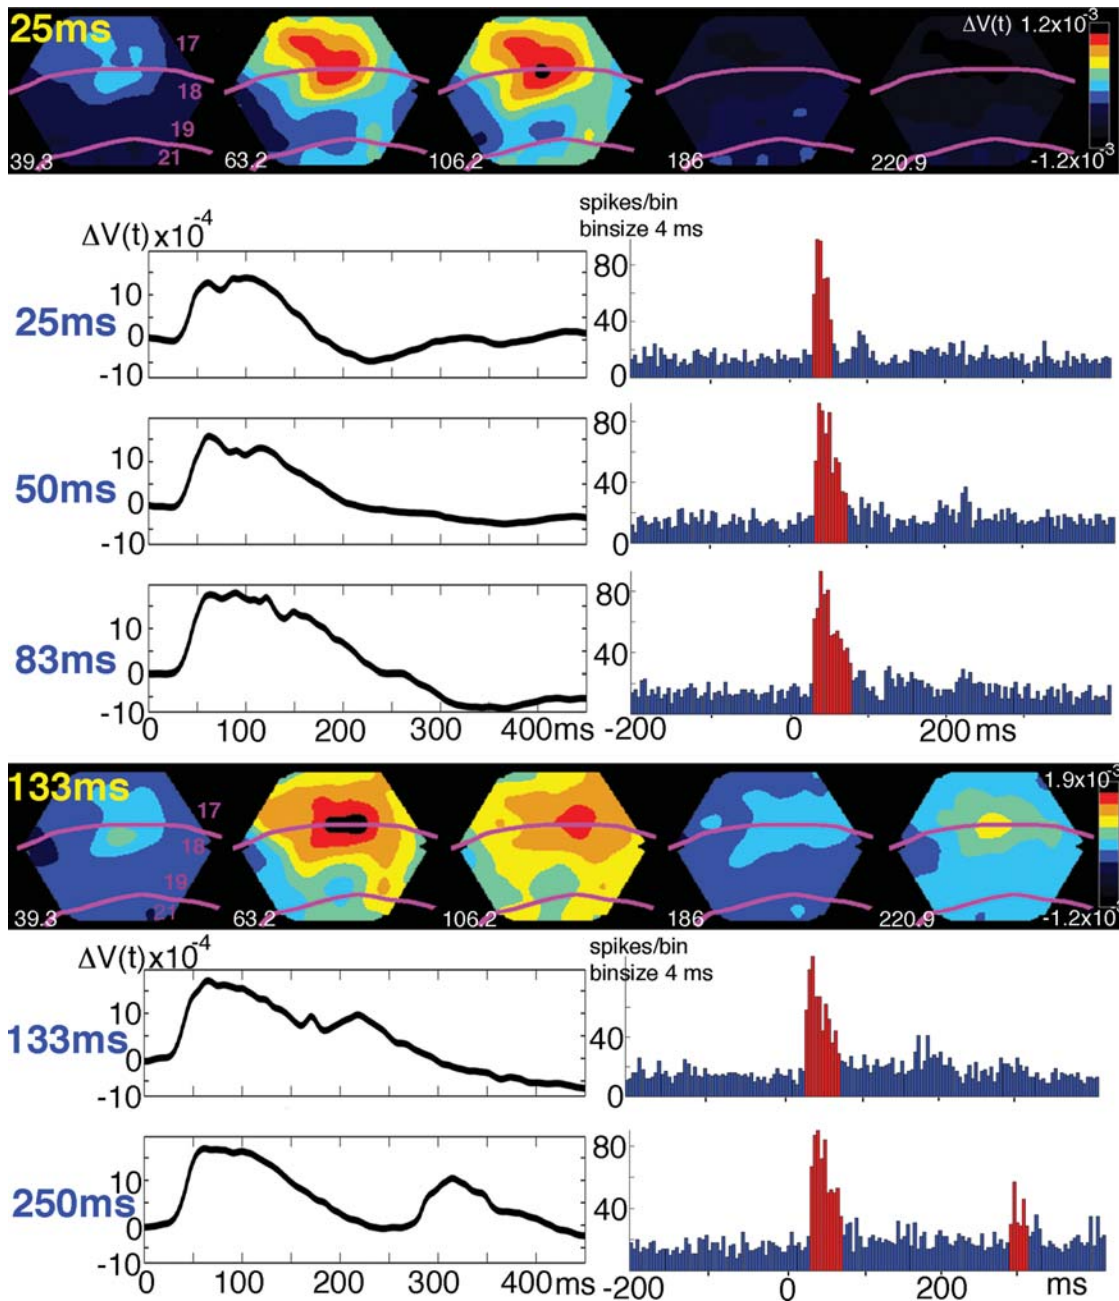 25ms
17
18
19
21
ΔV(t) 1.2x10⁻³
39.3 63.2 106.2 186 220.9 -1.2x10⁻³
ΔV(t)x10⁻⁴
spikes/bin
binsize 4 ms
25ms
10
0
-10
80
40
0
50ms
10
0
-10
80
40
0
83ms
10
0
-10
80
40
0 100 200 300 400ms
-200 0 200 ms
133ms
17
18
19
21
1.9x10⁻³
39.3 63.2 106.2 186 220.9 -1.2x10⁻³
ΔV(t)x10⁻⁴
spikes/bin
binsize 4 ms
133ms
10
0
-10
40
0
250ms
10
0
-10
80
40
0 100 200 300 400 ms
-200 0 200 ms